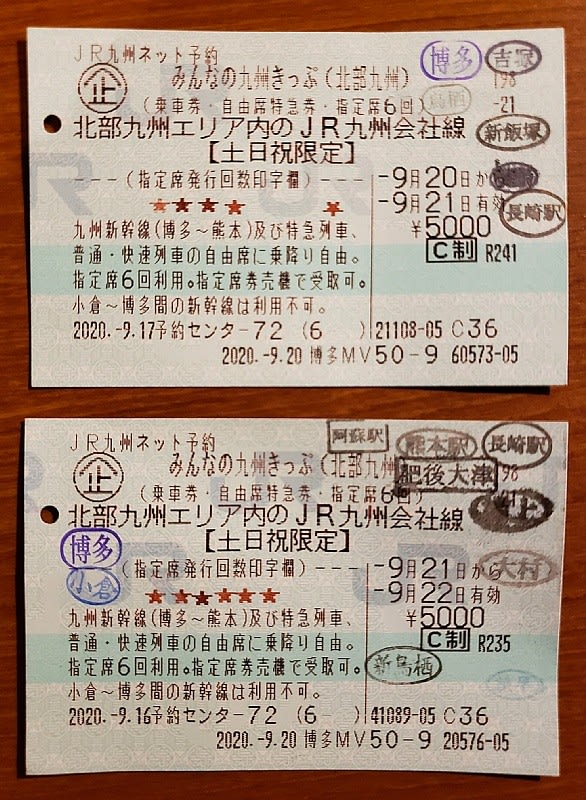 JR九州ネット予約
博多
吉塚
企 みんなの九州きっぷ(北部九州)
198
(乗車券・自由席特急券・指定席6回)
鳥栖
-21
北部九州エリア内のJR九州会社線
新飯塚
【土日祝限定】
---(指定席発行回数印字欄)---
-9月20日から
★★★★ ★
-9月21日有効
長崎駅
九州新幹線(博多~熊本)及び特急列車、
¥5000
普通・快速列車の自由席に乗降り自由。
C制 R241
指定席6回利用。指定席券売機で受取可。
小倉~博多間の新幹線は利用不可。
2020.-9.17予約センター72 (6 ) 21108-05 C36
2020.-9.20 博多MV50-9 60573-05
JR九州ネット予約
阿蘇駅
熊本駅
長崎駅
企 みんなの九州きっぷ(北部九州
肥後大津
98
(乗車券・自由席特急券・指定席6回)
北部九州エリア内のJR九州会社線
博多
【土日祝限定】
小倉
(指定席発行回数印字欄)---
-9月21日から
大村
★★★★★★
-9月22日有効
九州新幹線(博多~熊本)及び特急列車、
¥5000
普通・快速列車の自由席に乗降り自由。
C制 R235
指定席6回利用。指定席券売機で受取可。
新鳥栖
小倉~博多間の新幹線は利用不可。
2020.-9.16予約センター72 (6- ) 41089-05 C36
2020.-9.20 博多MV50-9 20576-05